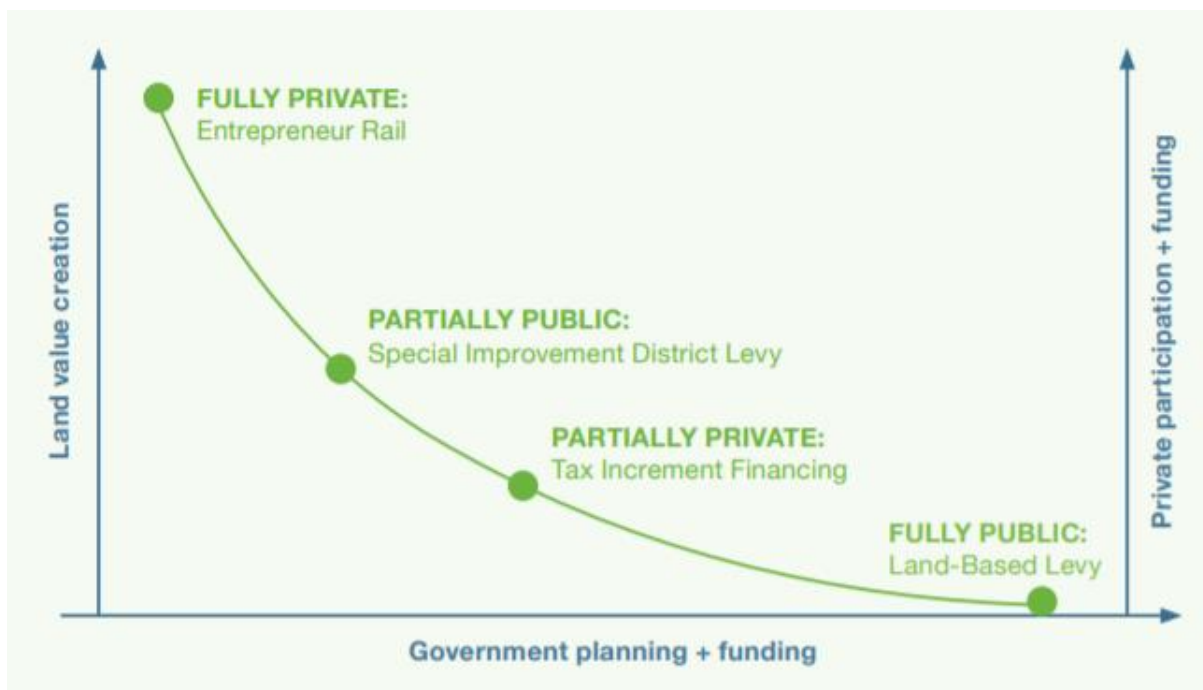 FULLY PRIVATE:
Entrepreneur Rail
Land value creation
PARTIALLY PUBLIC:
Special Improvement District Levy
PARTIALLY PRIVATE:
Tax Increment Financing
FULLY PUBLIC:
Land-Based Levy
Private participation + funding
Government planning + funding